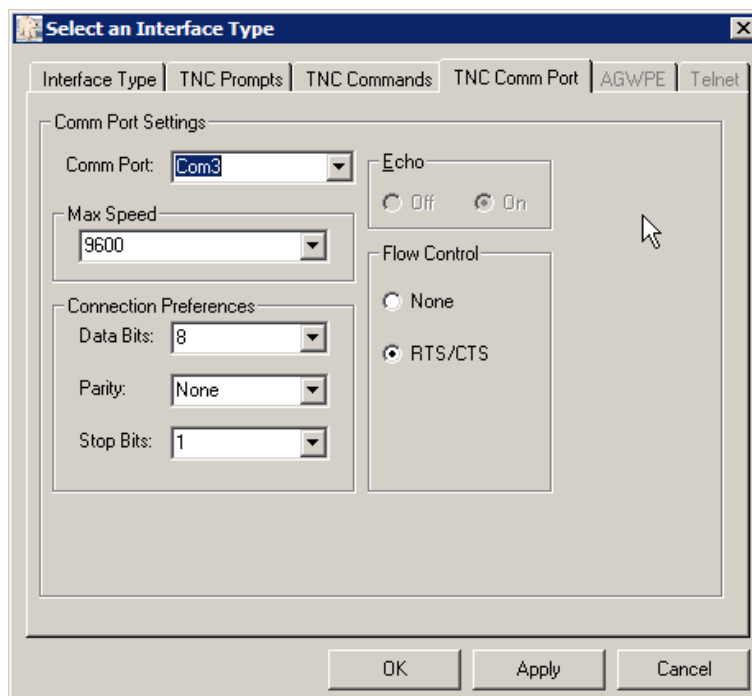 Select an Interface Type
Interface Type TNC Prompts TNC Commands TNC Comm Port AGWPE Telnet
Comm Port Settings
Comm Port: Com3
Echo
Off On
Max Speed
9600
Flow Control
None
RTS/CTS
Connection Preferences
Data Bits: 8
Parity: None
Stop Bits: 1
OK Apply Cancel